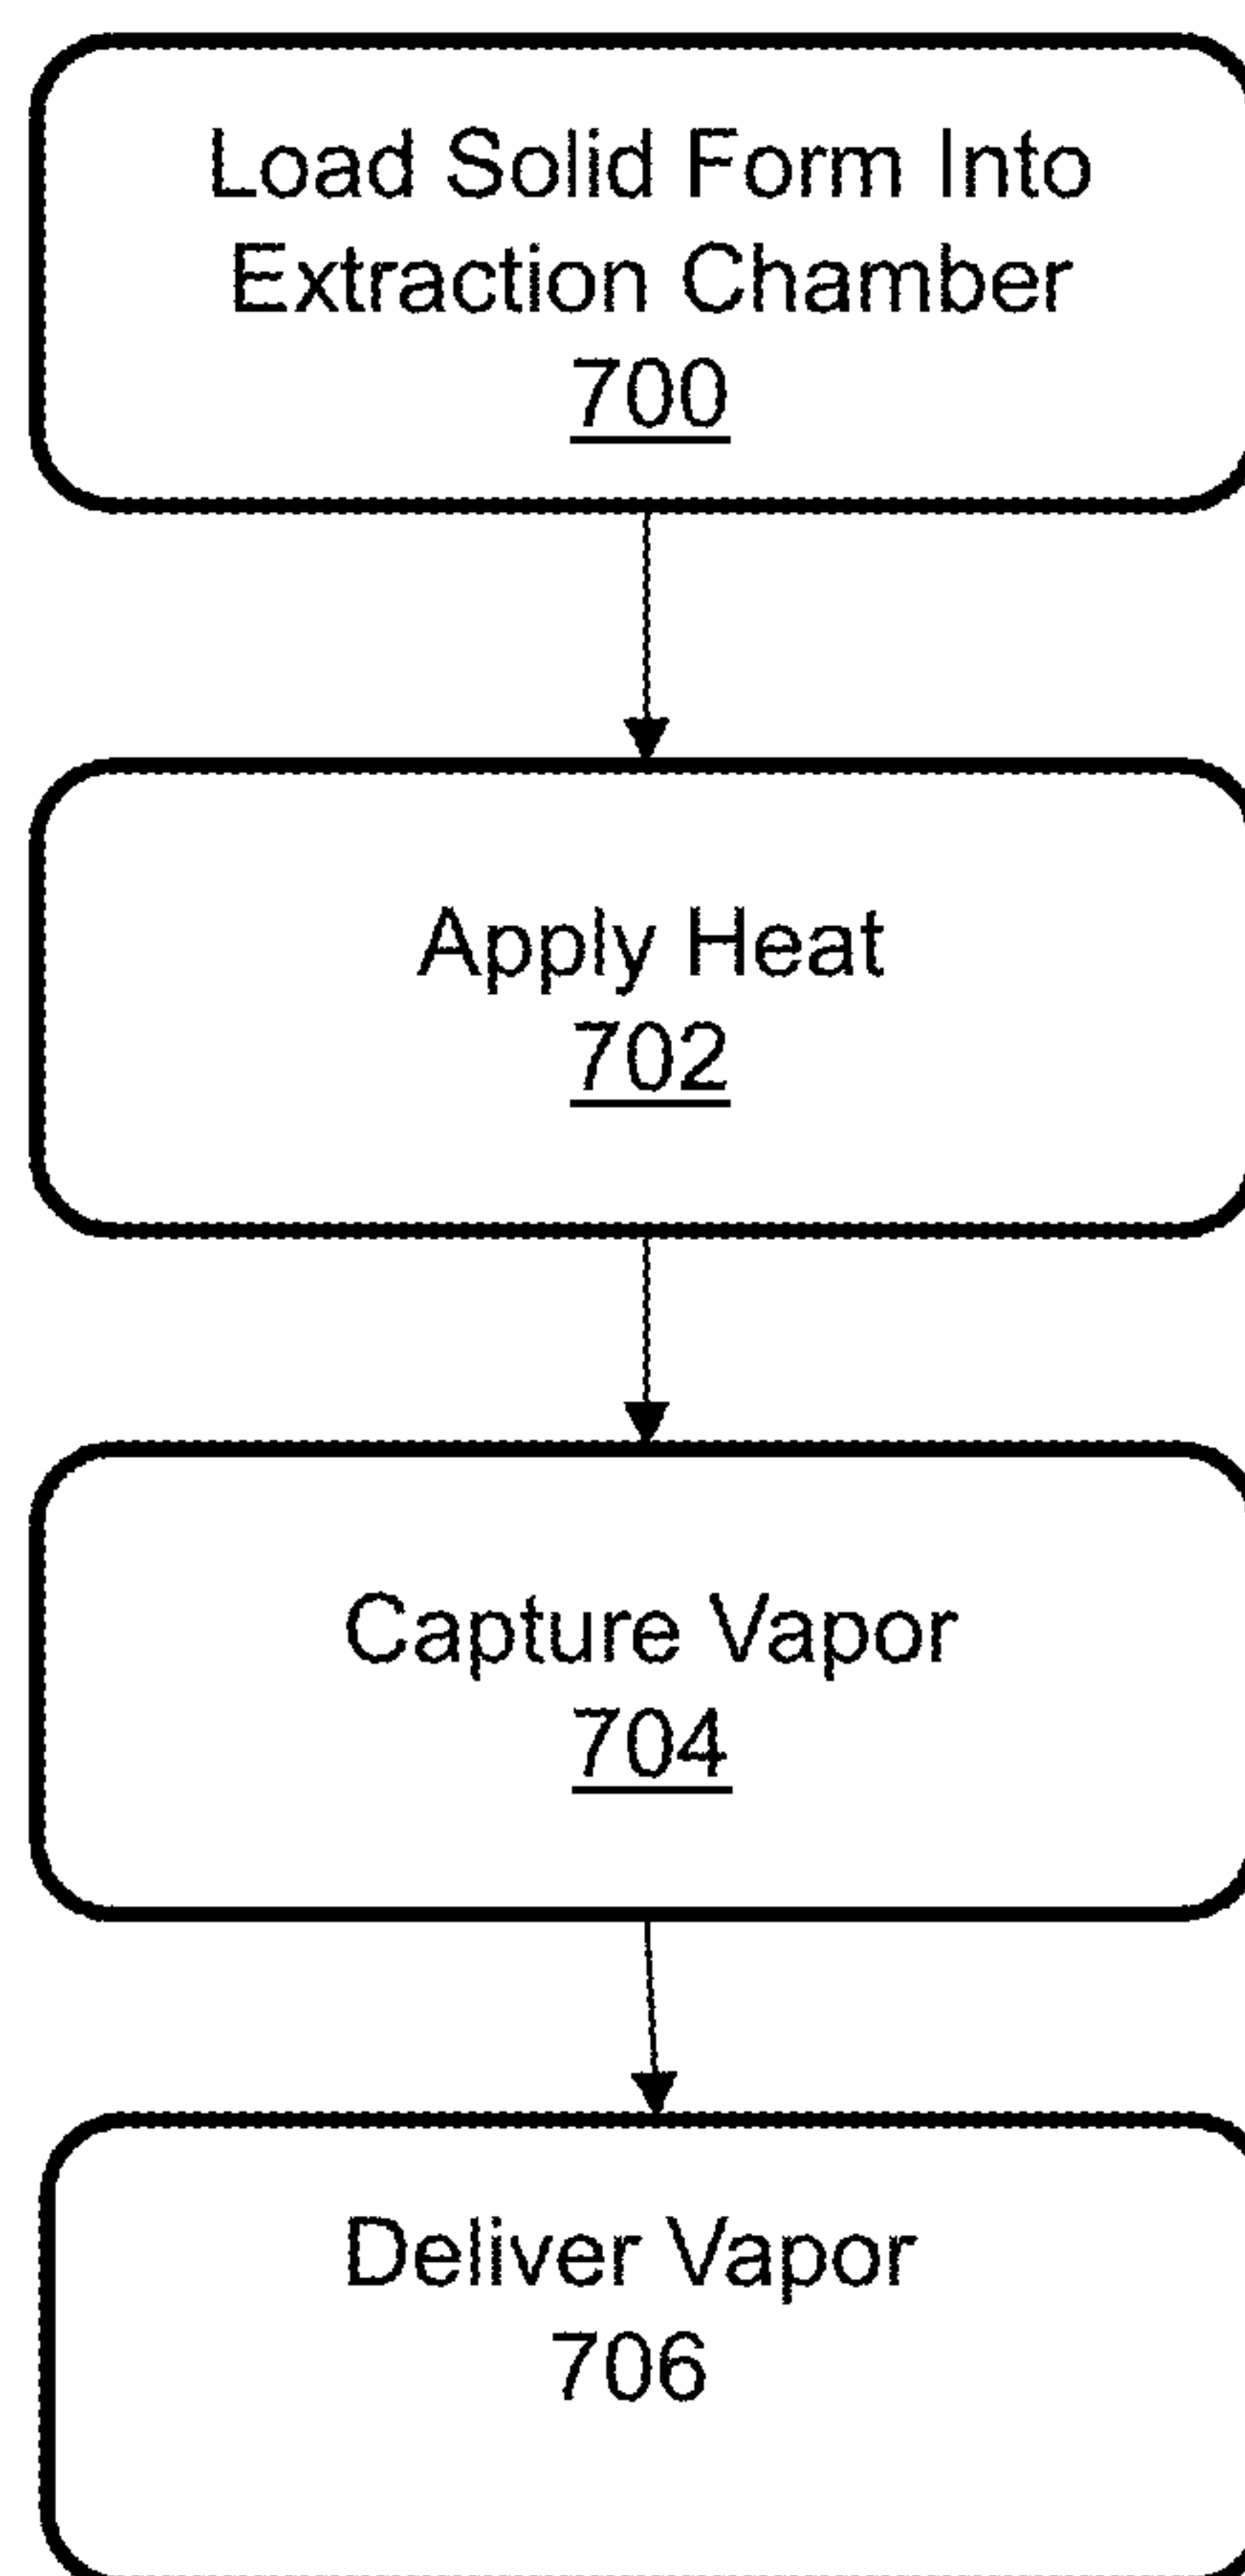 Load Solid Form Into
Extraction Chamber
700
Apply Heat
702
Capture Vapor
704
Deliver Vapor
706